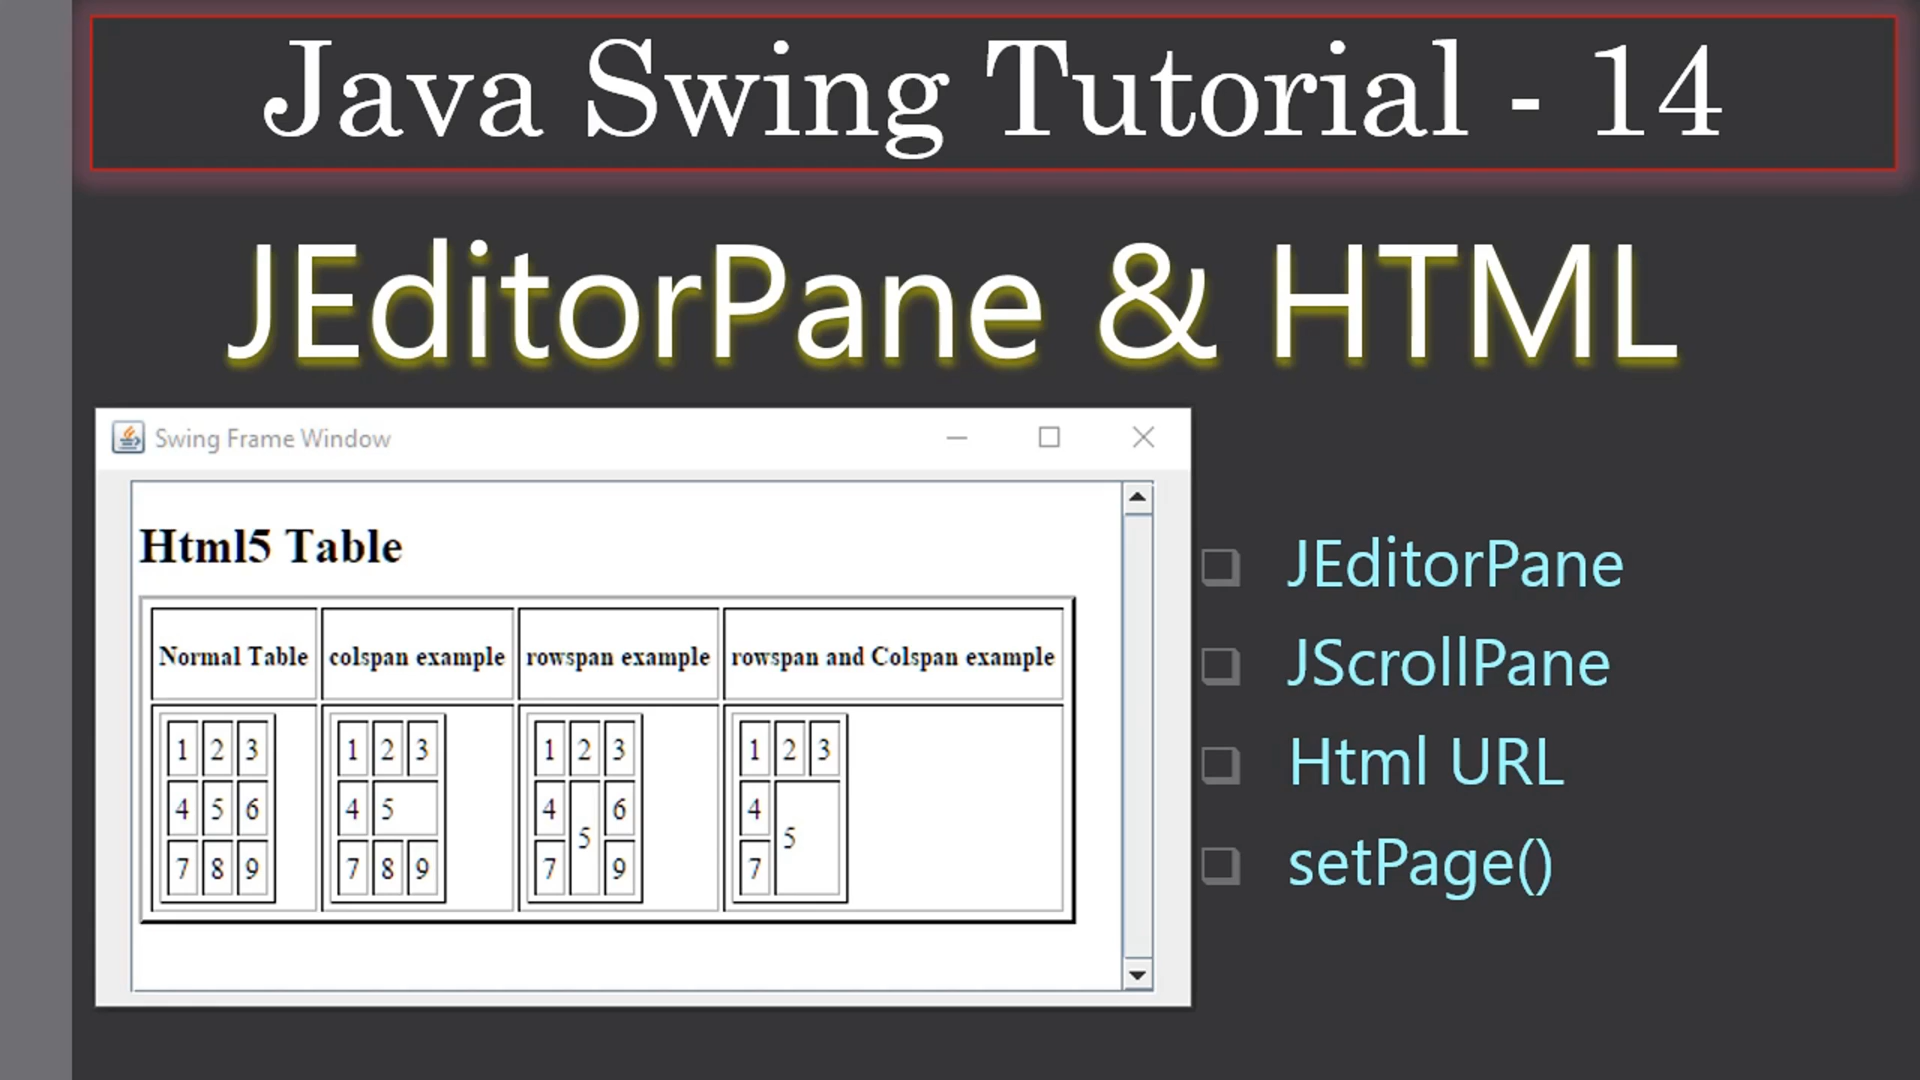 Java Swing Tutorial - 14
JEditorPane & HTML
Swing Frame Window
Html5 Table
Normal Table colspan example rowspan example rowspan and Colspan example
1 2 3 1 2 3 1 2 3 1 2 3
4 5 6 4 5 4 5 6 4 5
7 8 9 7 8 9 7 9 7
JEditorPane
JScrollPane
Html URL
setPage()